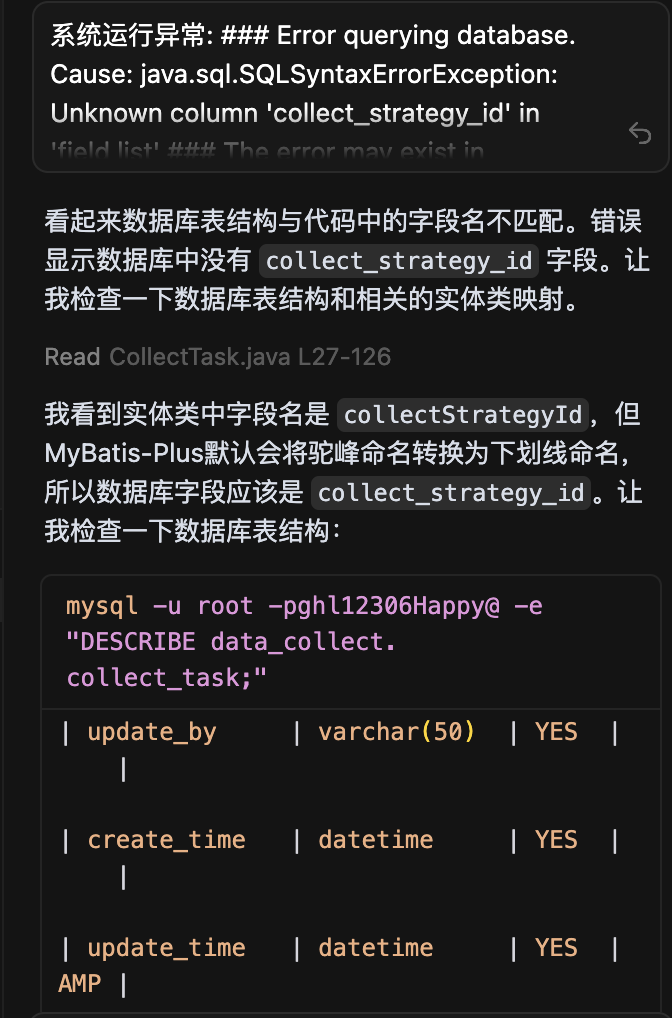 系统运行异常: ### Error querying database.
Cause: java.sql.SQLSyntaxErrorException:
Unknown column 'collect_strategy_id' in
'field list' ### The error may exist in
看起来数据库表结构与代码中的字段名不匹配。错误
显示数据库中没有 collect_strategy_id 字段。让
我检查一下数据库表结构和相关的实体类映射。
Read CollectTask.java L27-126
我看到实体类中字段名是 collectStrategyId，但
MyBatis-Plus默认会将驼峰命名转换为下划线命名，
所以数据库字段应该是 collect_strategy_id。让
我检查一下数据库表结构：
mysql -u root -pghl12306Happy@ -e
"DESCRIBE data_collect.
collect_task;"
| update_by | varchar(50) | YES |
|
| create_time | datetime | YES |
|
| update_time | datetime | YES |
AMP |